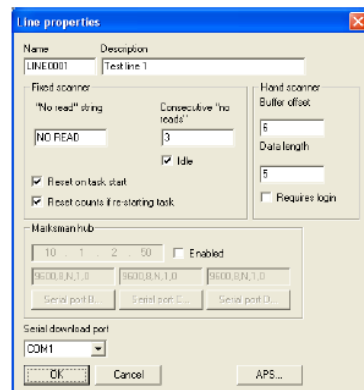 Line properties
Name
Description
LINE0001
Test line 1
Fixed scanner
"No read" string
Consecutive "no reads"
NO READ
3
Idle
Reset on task start
Reset counts if re-starting task
Hand scanner
Buffer offset
6
Data length
5
Requires login
Marksman hub
10 . 1 . 2 . 50
Enabled
9600,8,N,1,0
9600,8,N,1,0
9600,8,N,1,0
Serial port B...
Serial port C...
Serial port D...
Serial download port
COM1
OK
Cancel
APS...